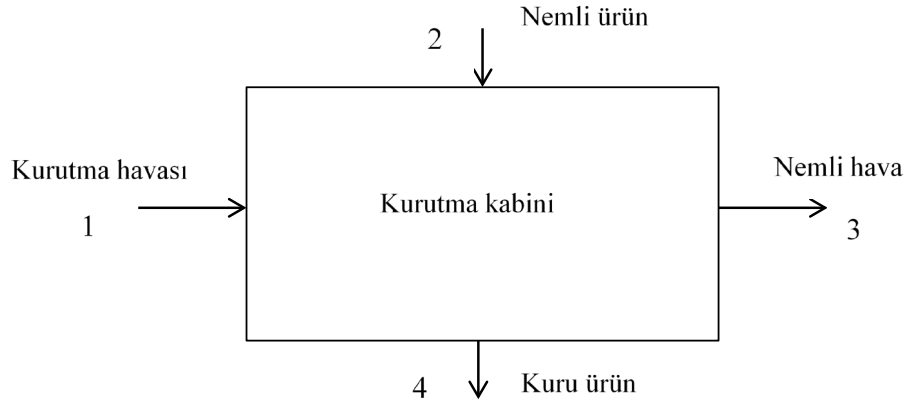 Nemli ürün
2
Kurutma havası
Nemli hava
Kurutma kabini
1
3
4
Kuru ürün